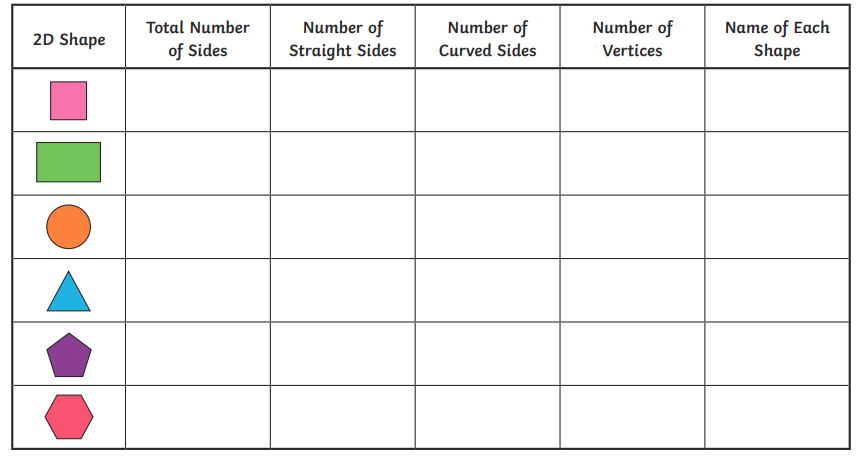 2D Shape
Total Number
of Sides
Number of
Straight Sides
Number of
Curved Sides
Number of
Vertices
Name of Each
Shape